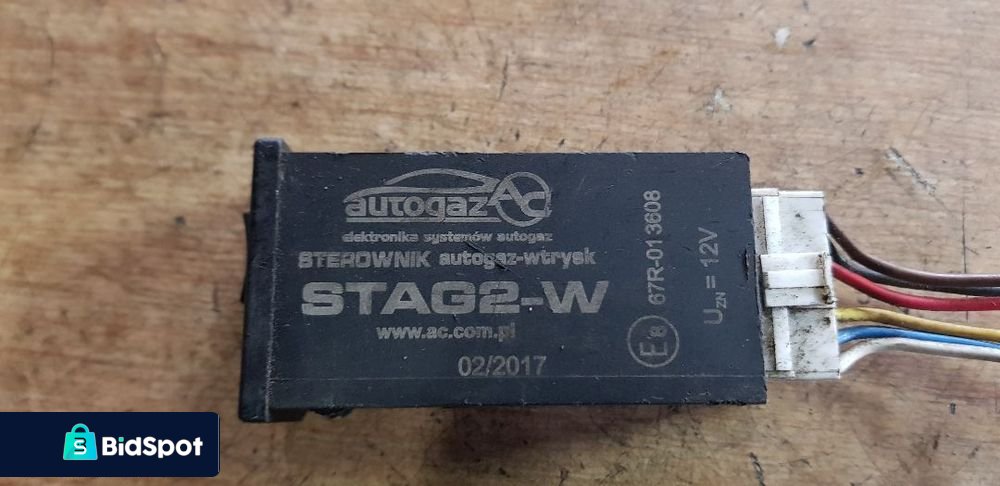 autogaz AC
elektronika systemów autogaz
STEROWNIK autogaz-wtrysk
STAG2-W
www.ac.com.pl
02/2017
E8 67R-013608
UZN = 12V
BidSpot